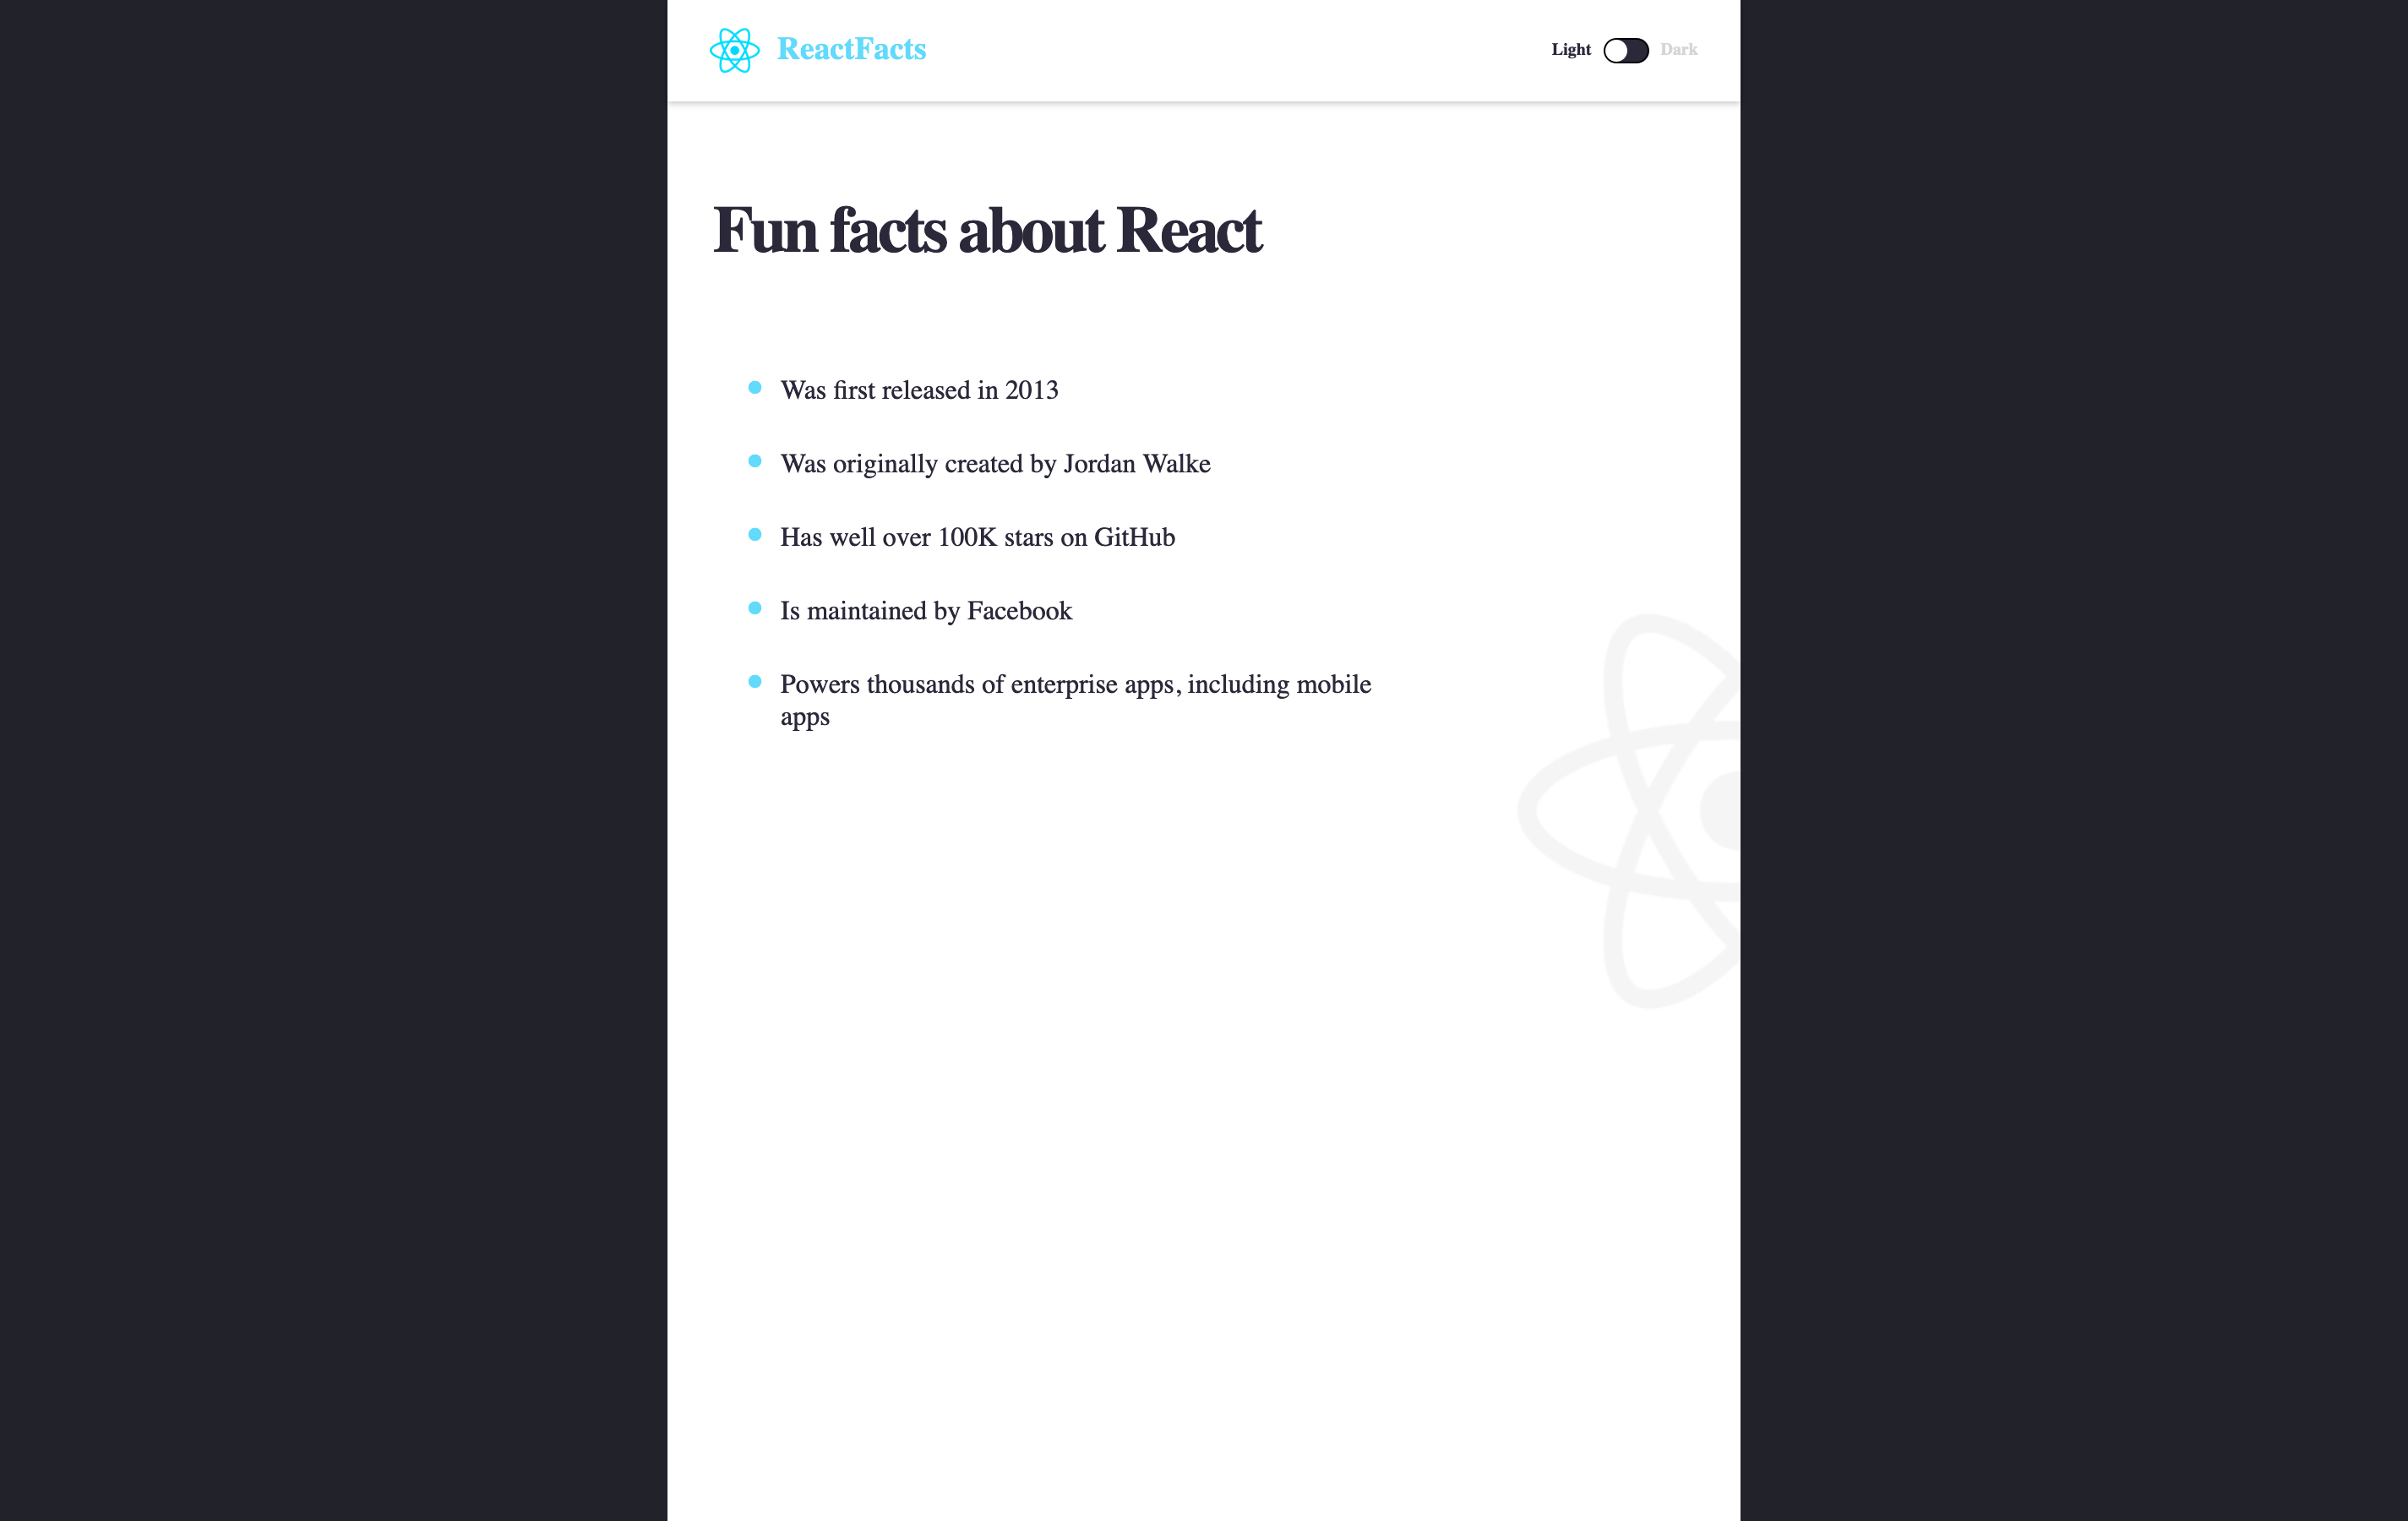 ReactFacts
Light Dark
Fun facts about React
Was first released in 2013
Was originally created by Jordan Walke
Has well over 100K stars on GitHub
Is maintained by Facebook
Powers thousands of enterprise apps, including mobile
apps